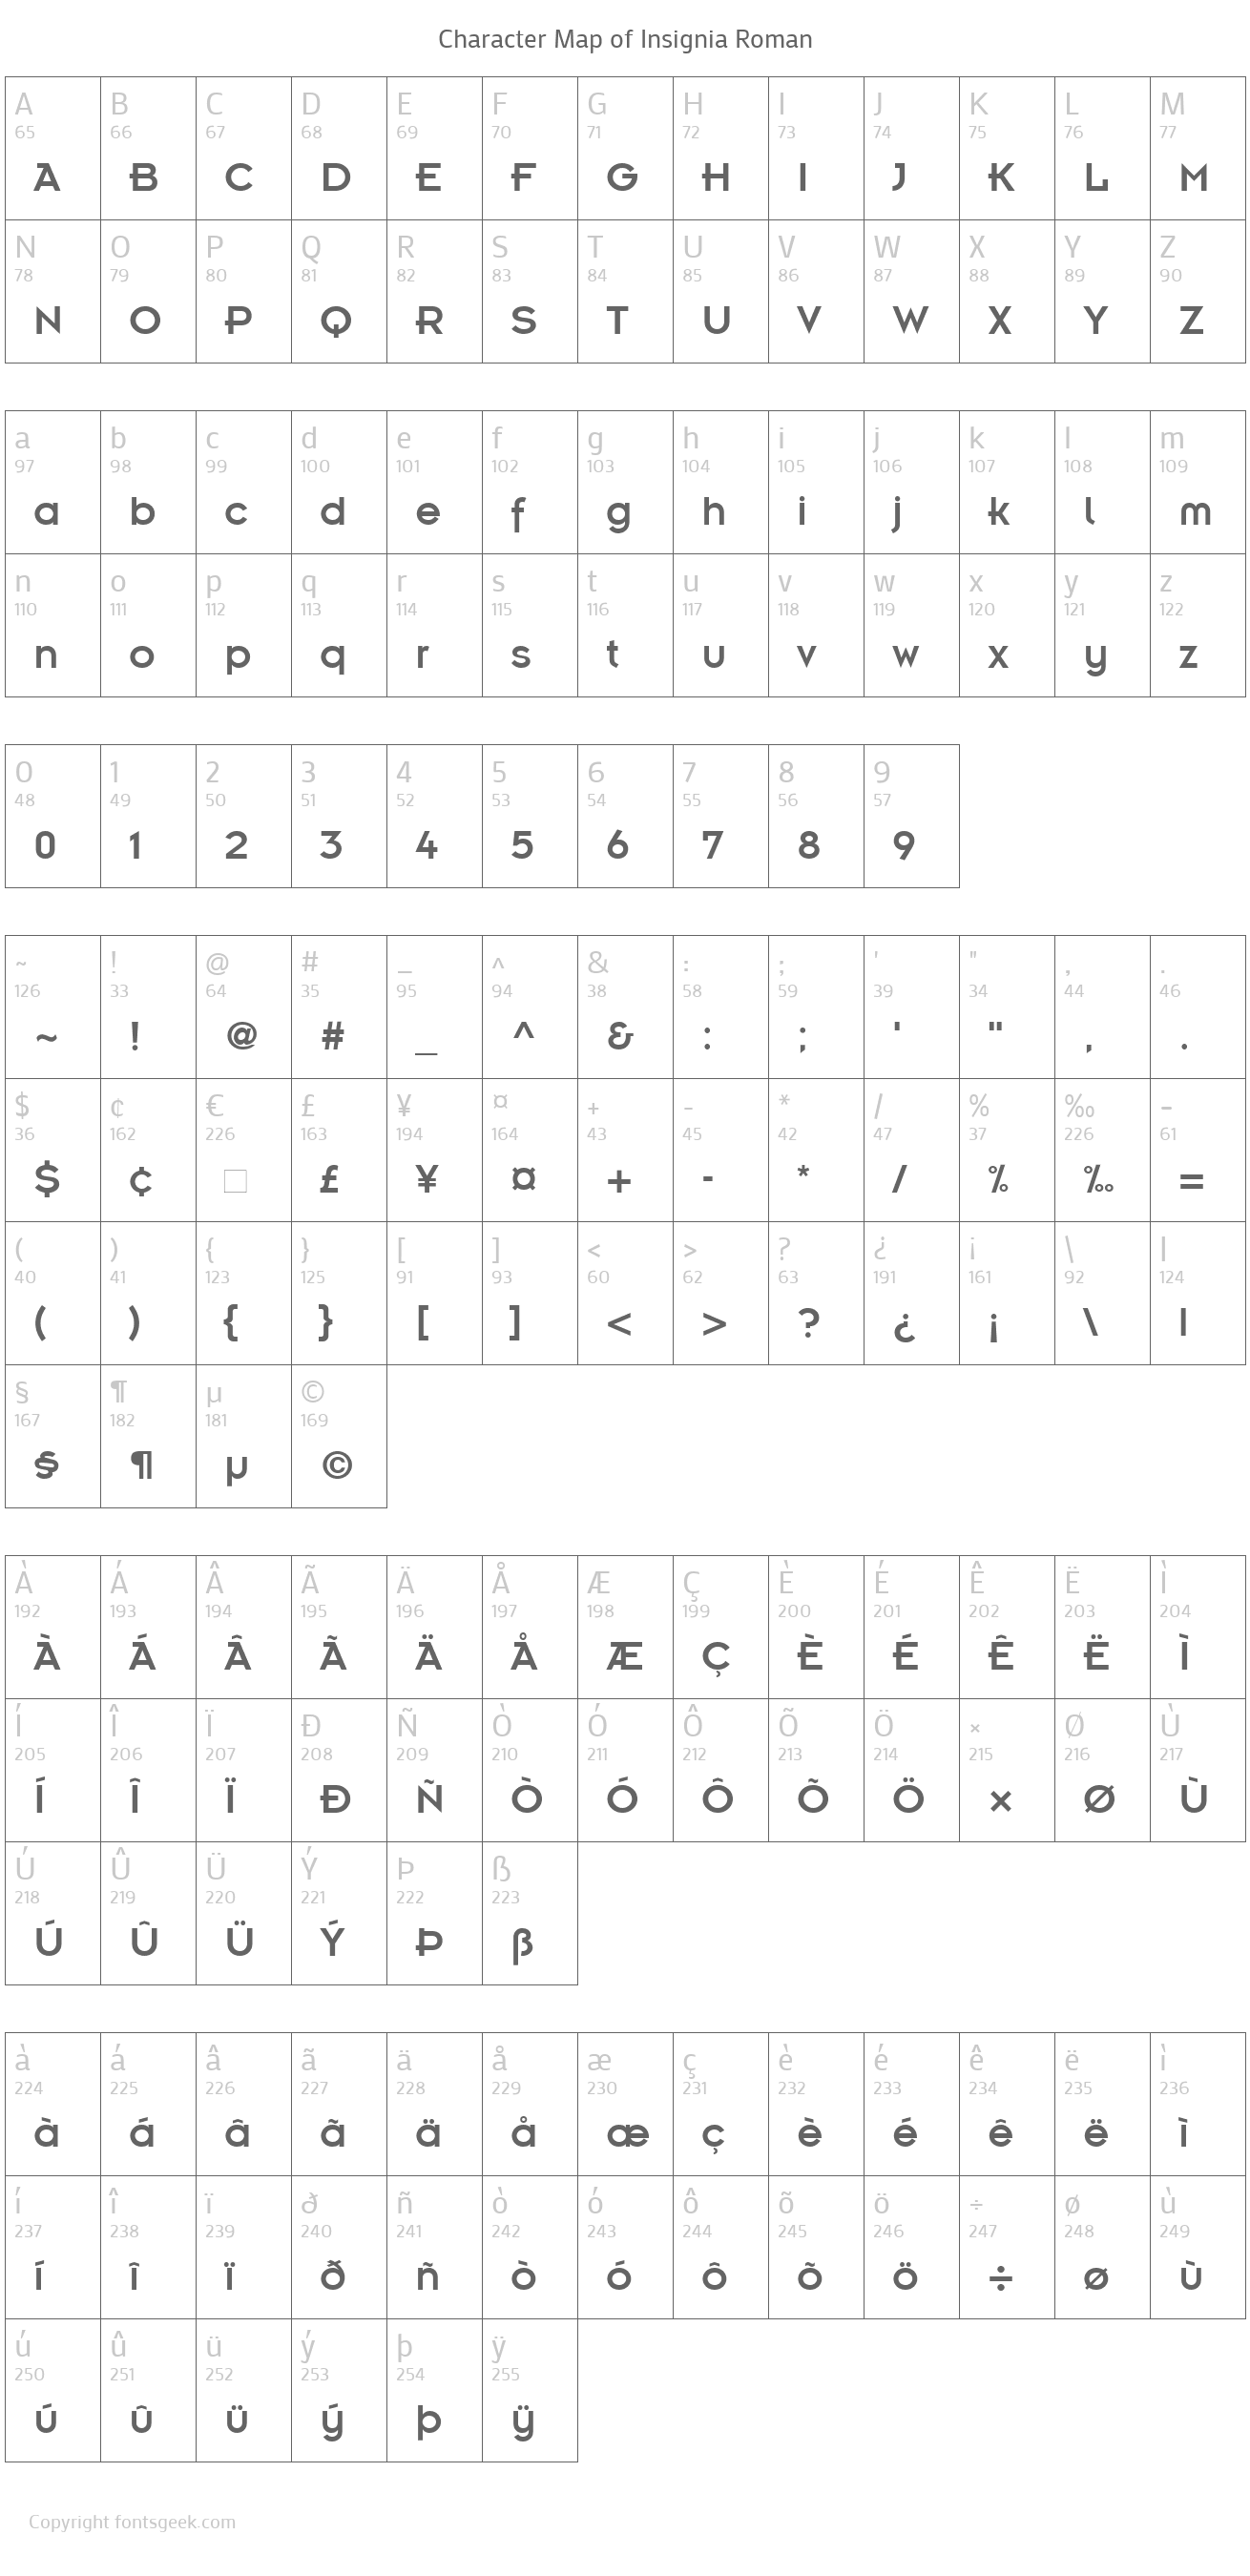 Character Map of Insignia Roman
A B C D E F G H I J K L M
65 66 67 68 69 70 71 72 73 74 75 76 77
A B C D E F G H I J K L M
N O P Q R S T U V W X Y Z
78 79 80 81 82 83 84 85 86 87 88 89 90
N O P Q R S T U V W X Y Z
a b c d e f g h i j k l m
97 98 99 100 101 102 103 104 105 106 107 108 109
a b c d e f g h i j k l m
n o p q r s t u v w x y z
110 111 112 113 114 115 116 117 118 119 120 121 122
n o p q r s t u v w x y z
0 1 2 3 4 5 6 7 8 9
48 49 50 51 52 53 54 55 56 57
0 1 2 3 4 5 6 7 8 9
~ ! @ # _ ^ & : ; ' " , .
126 33 64 35 95 94 38 58 59 39 34 44 46
~ ! @ # _ ^ & : ; ' " , .
$ ¢ € £ ¥ ¤ + - * / % ‰ =
36 162 226 163 194 164 43 45 42 47 37 226 61
$ ¢ □ £ ¥ ¤ + - * / % ‰ =
( ) { } [ ] < > ? ¿ ¡ \ |
40 41 123 125 91 93 60 62 63 191 161 92 124
( ) { } [ ] < > ? ¿ ¡ \ |
§ ¶ µ ©
167 182 181 169
§ ¶ µ ©
À Á Â Ã Ä Å Æ Ç È É Ê Ë Ì
192 193 194 195 196 197 198 199 200 201 202 203 204
À Á Â Ã Ä Å Æ Ç È É Ê Ë Ì
Í Î Ï Ð Ñ Ò Ó Ô Õ Ö × Ø Ù
205 206 207 208 209 210 211 212 213 214 215 216 217
Í Î Ï Ð Ñ Ò Ó Ô Õ Ö × Ø Ù
Ú Û Ü Ý Þ ß
218 219 220 221 222 223
Ú Û Ü Ý Þ ß
à á â ã ä å æ ç è é ê ë ì
224 225 226 227 228 229 230 231 232 233 234 235 236
à á â ã ä å æ ç è é ê ë ì
í î ï ð ñ ò ó ô õ ö ÷ ø ù
237 238 239 240 241 242 243 244 245 246 247 248 249
í î ï ð ñ ò ó ô õ ö ÷ ø ù
ú û ü ý þ ÿ
250 251 252 253 254 255
ú û ü ý þ ÿ
Copyright fontsgeek.com